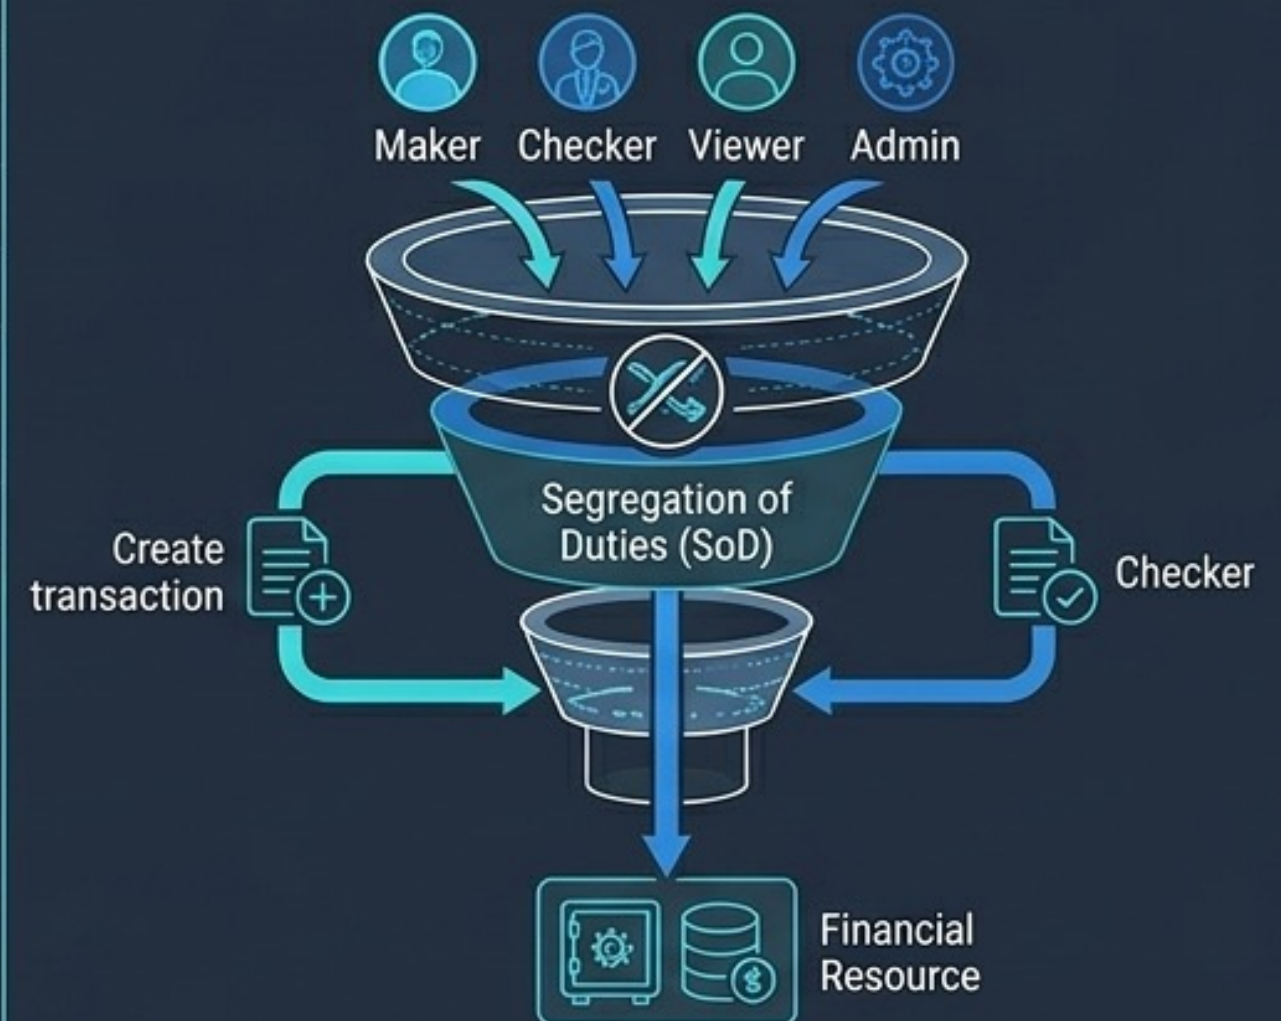 Maker Checker Viewer Admin
Segregation of
Duties (SoD)
Create
transaction
Checker
Financial
Resource